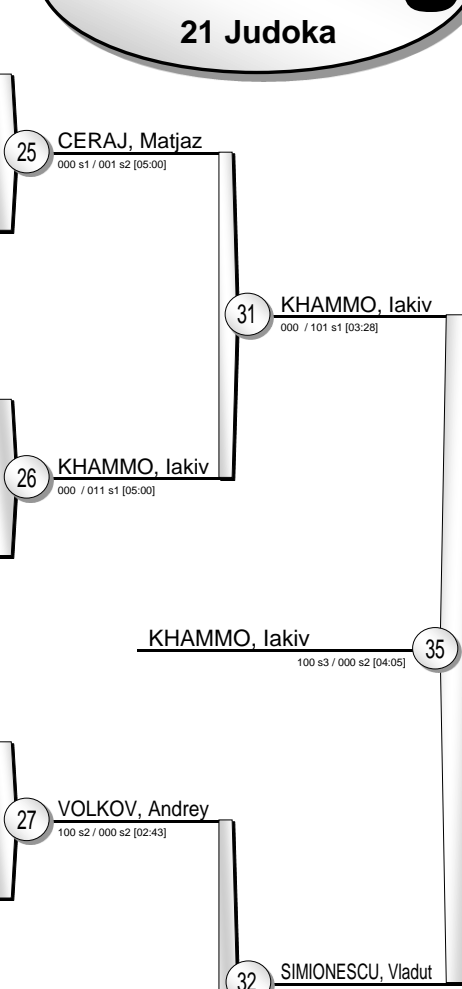 21 Judoka
25
CERAJ, Matjaz
000 s1 / 001 s2 [05:00]
31
KHAMMO, Iakiv
000 / 101 s1 [03:28]
26
KHAMMO, Iakiv
000 / 011 s1 [05:00]
KHAMMO, Iakiv
35
100 s3 / 000 s2 [04:05]
27
VOLKOV, Andrey
100 s2 / 000 s2 [02:43]
32
SIMIONESCU, Vladut